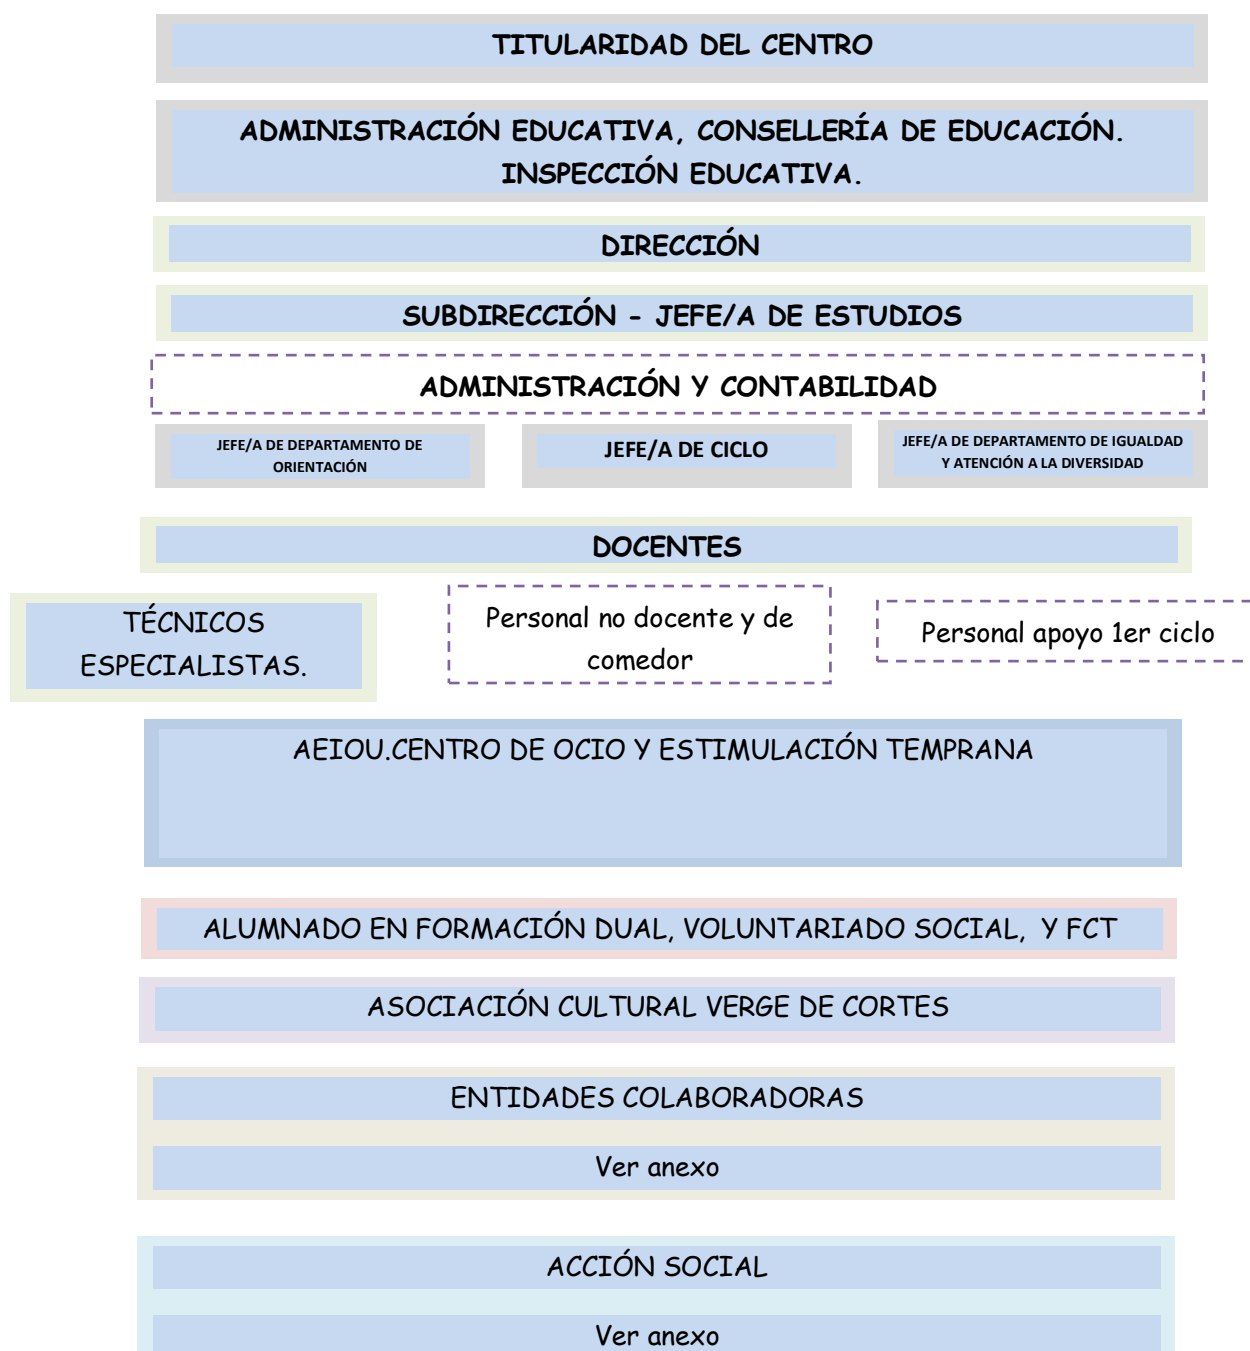 TITULARIDAD DEL CENTRO
ADMINISTRACIÓN EDUCATIVA, CONSELLERÍA DE EDUCACIÓN.
INSPECCIÓN EDUCATIVA.
DIRECCIÓN
SUBDIRECCIÓN - JEFE/A DE ESTUDIOS
ADMINISTRACIÓN Y CONTABILIDAD
JEFE/A DE DEPARTAMENTO DE
ORIENTACIÓN
JEFE/A DE CICLO
JEFE/A DE DEPARTAMENTO DE IGUALDAD
Y ATENCIÓN A LA DIVERSIDAD
DOCENTES
TÉCNICOS
ESPECIALISTAS.
Personal no docente y de
comedor
Personal apoyo 1er ciclo
AEIOU.CENTRO DE OCIO Y ESTIMULACIÓN TEMPRANA
ALUMNADO EN FORMACIÓN DUAL, VOLUNTARIADO SOCIAL, Y FCT
ASOCIACIÓN CULTURAL VERGE DE CORTES
ENTIDADES COLABORADORAS
Ver anexo
ACCIÓN SOCIAL
Ver anexo